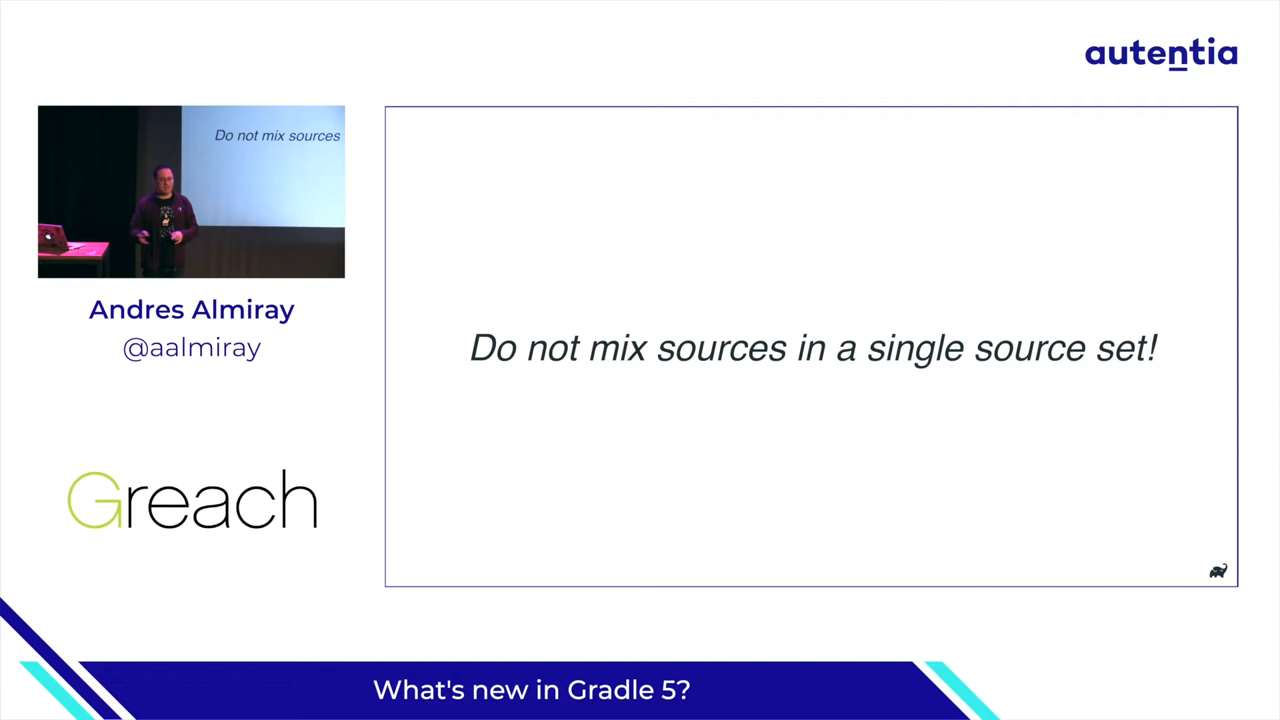 autentia
Do not mix sources
Andres Almiray
@aalmiray
Greach
Do not mix sources in a single source set!
What's new in Gradle 5?